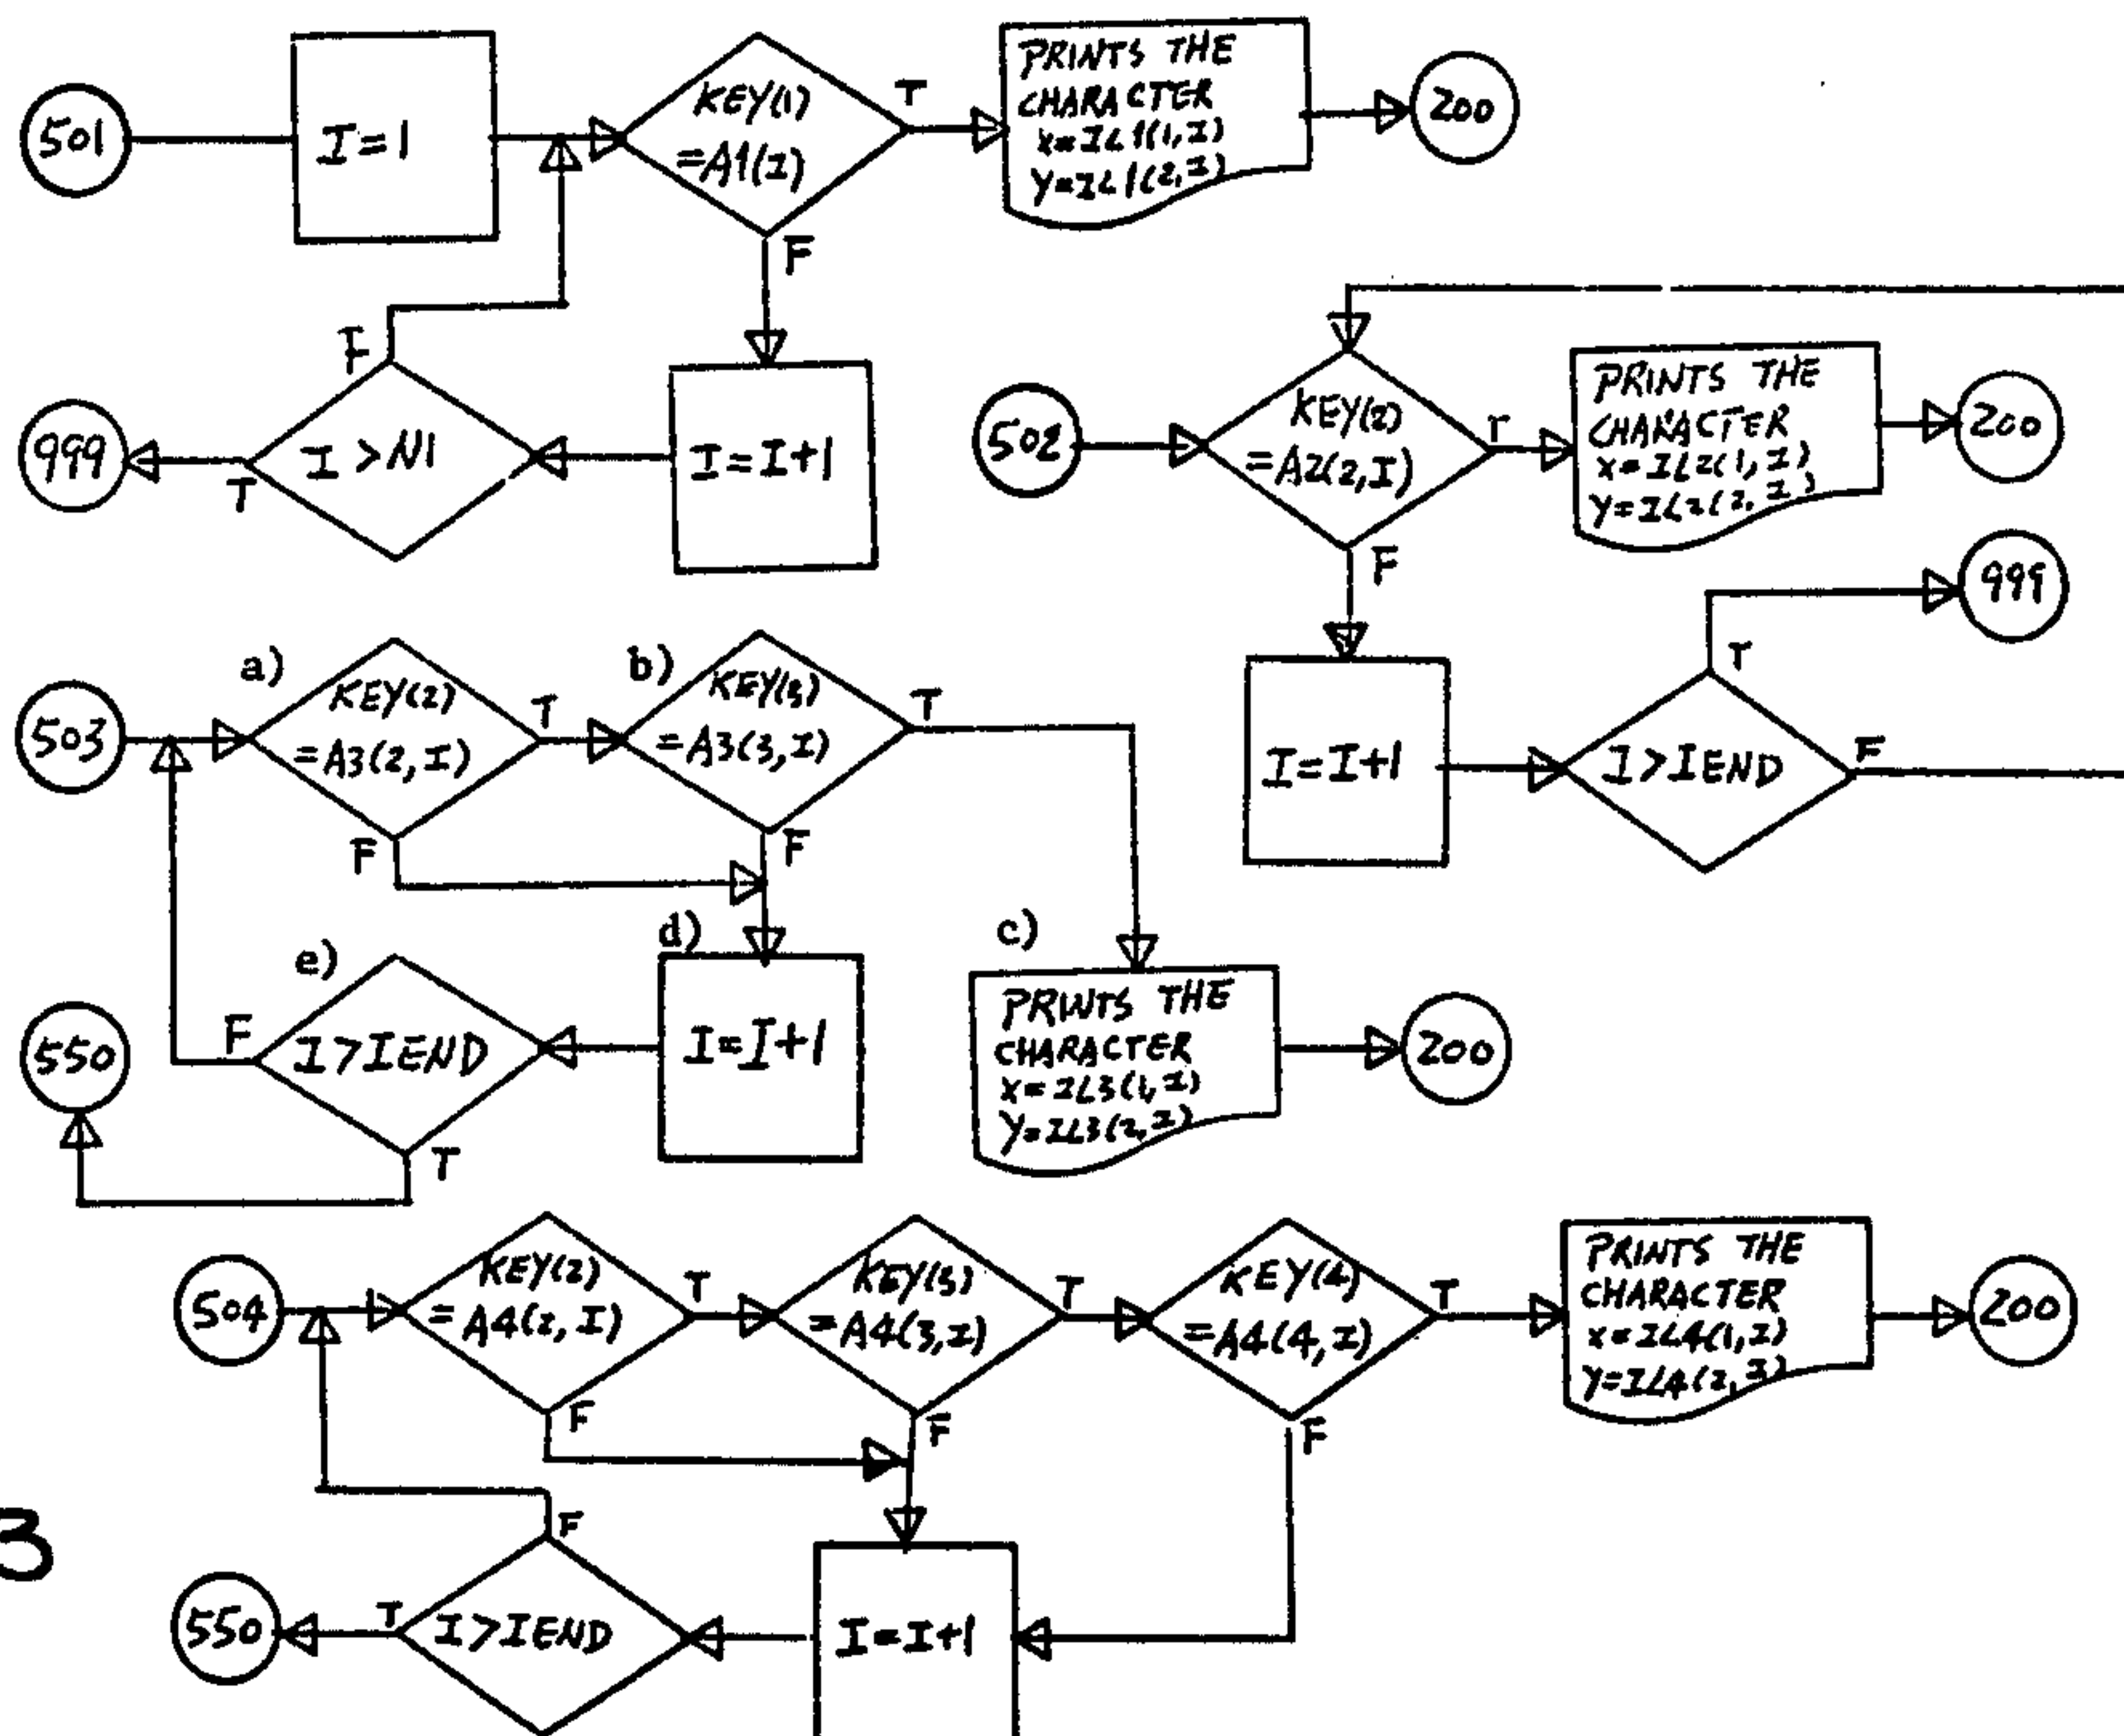 501
I=1
KEY(1)
=A1(I)
T
PRINTS THE
CHARACTER
X=IL1(1,I)
Y=IL1(2,I)
200
F
I=I+1
I>N1
F
T
999
502
KEY(2)
=A2(2,I)
T
PRINTS THE
CHARACTER
X=IL2(1,I)
Y=IL2(2,I)
200
F
I=I+1
I>IEND
T
999
F
503
a)
KEY(2)
=A3(2,I)
T
F
b)
KEY(3)
=A3(3,I)
T
F
c)
PRINTS THE
CHARACTER
X=IL3(1,I)
Y=IL3(2,I)
200
d)
I=I+1
e)
I>IEND
F
T
550
504
KEY(2)
=A4(2,I)
T
F
KEY(3)
=A4(3,I)
T
F
KEY(4)
=A4(4,I)
T
F
PRINTS THE
CHARACTER
X=IL4(1,I)
Y=IL4(2,I)
200
I=I+1
I>IEND
F
T
550
3